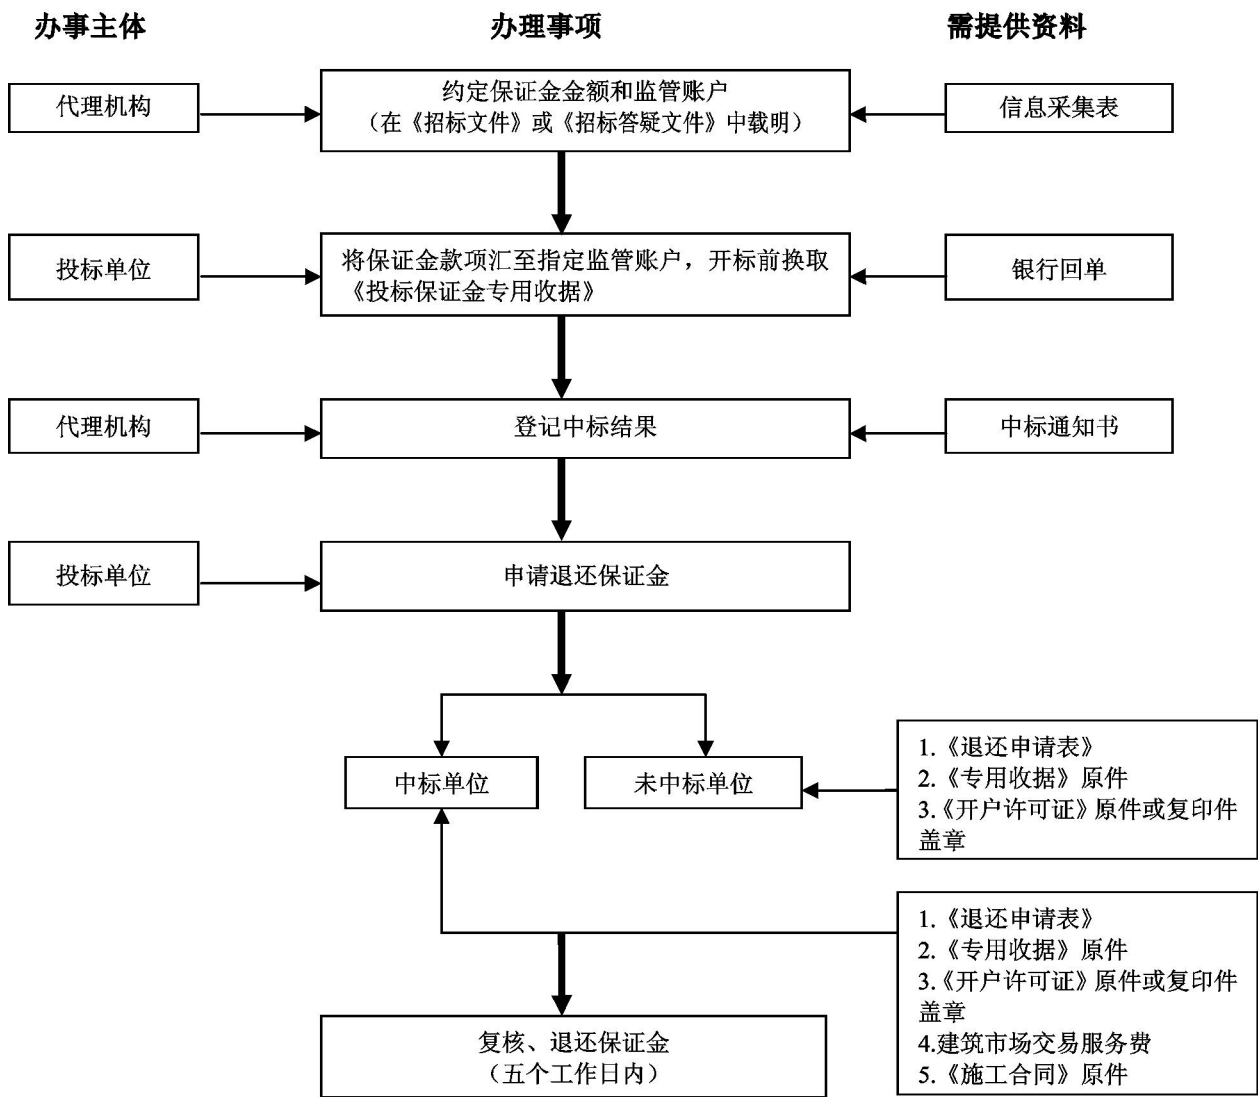 办事主体
办理事项
需提供资料
代理机构
约定保证金金额和监管账户
（在《招标文件》或《招标答疑文件》中载明）
信息采集表
投标单位
将保证金款项汇至指定监管账户，开标前换取
《投标保证金专用收据》
银行回单
代理机构
登记中标结果
中标通知书
投标单位
申请退还保证金
中标单位
未中标单位
1.《退还申请表》
2.《专用收据》原件
3.《开户许可证》原件或复印件
盖章
1.《退还申请表》
2.《专用收据》原件
3.《开户许可证》原件或复印件
盖章
4.建筑市场交易服务费
5.《施工合同》原件
复核、退还保证金
（五个工作日内）